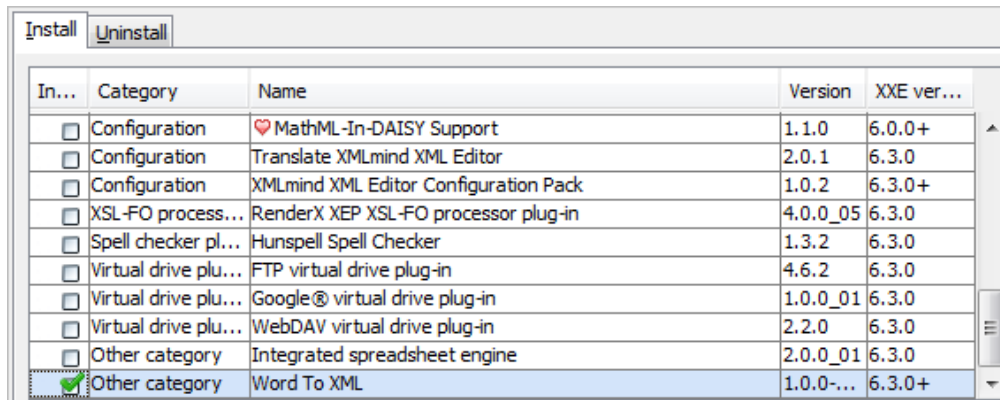 Install Uninstall
In... Category Name Version XXE ver...
Configuration MathML-In-DAISY Support 1.1.0 6.0.0+
Configuration Translate XMLmind XML Editor 2.0.1 6.3.0
Configuration XMLmind XML Editor Configuration Pack 1.0.2 6.3.0+
XSL-FO process... RenderX XEP XSL-FO processor plug-in 4.0.0_05 6.3.0
Spell checker pl... Hunspell Spell Checker 1.3.2 6.3.0
Virtual drive plu... FTP virtual drive plug-in 4.6.2 6.3.0
Virtual drive plu... Google® virtual drive plug-in 1.0.0_01 6.3.0
Virtual drive plu... WebDAV virtual drive plug-in 2.2.0 6.3.0
Other category Integrated spreadsheet engine 2.0.0_01 6.3.0
Other category Word To XML 1.0.0-... 6.3.0+